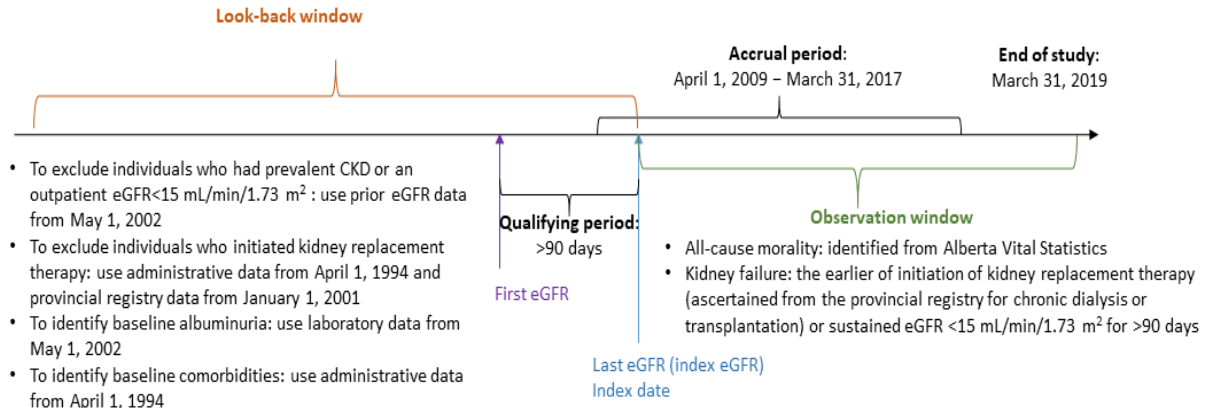 Look-back window
Accrual period:
April 1, 2009 – March 31, 2017
End of study:
March 31, 2019
• To exclude individuals who had prevalent CKD or an
outpatient eGFR<15 mL/min/1.73 m² : use prior eGFR data
from May 1, 2002
• To exclude individuals who initiated kidney replacement
therapy: use administrative data from April 1, 1994 and
provincial registry data from January 1, 2001
• To identify baseline albuminuria: use laboratory data from
May 1, 2002
• To identify baseline comorbidities: use administrative data
from April 1, 1994
Qualifying period:
>90 days
First eGFR
Last eGFR (index eGFR)
Index date
Observation window
• All-cause morality: identified from Alberta Vital Statistics
• Kidney failure: the earlier of initiation of kidney replacement therapy
(ascertained from the provincial registry for chronic dialysis or
transplantation) or sustained eGFR <15 mL/min/1.73 m² for >90 days